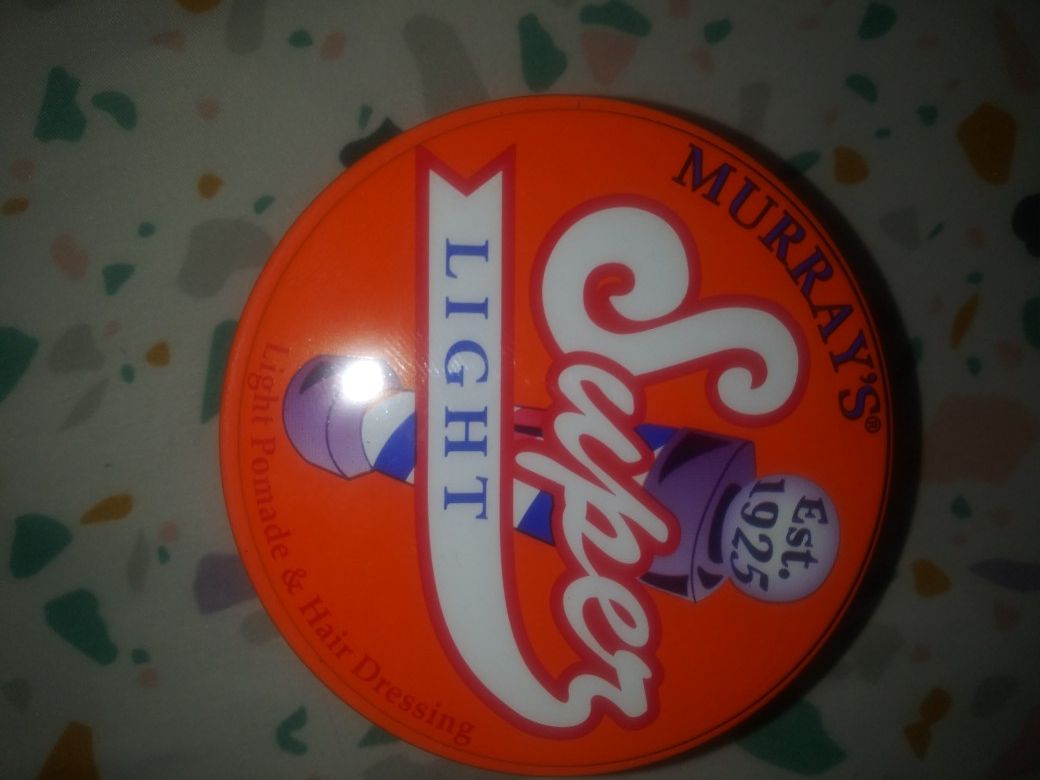 MURRAY'S®
Est.
1925
Super
LIGHT
Light Pomade & Hair Dressing